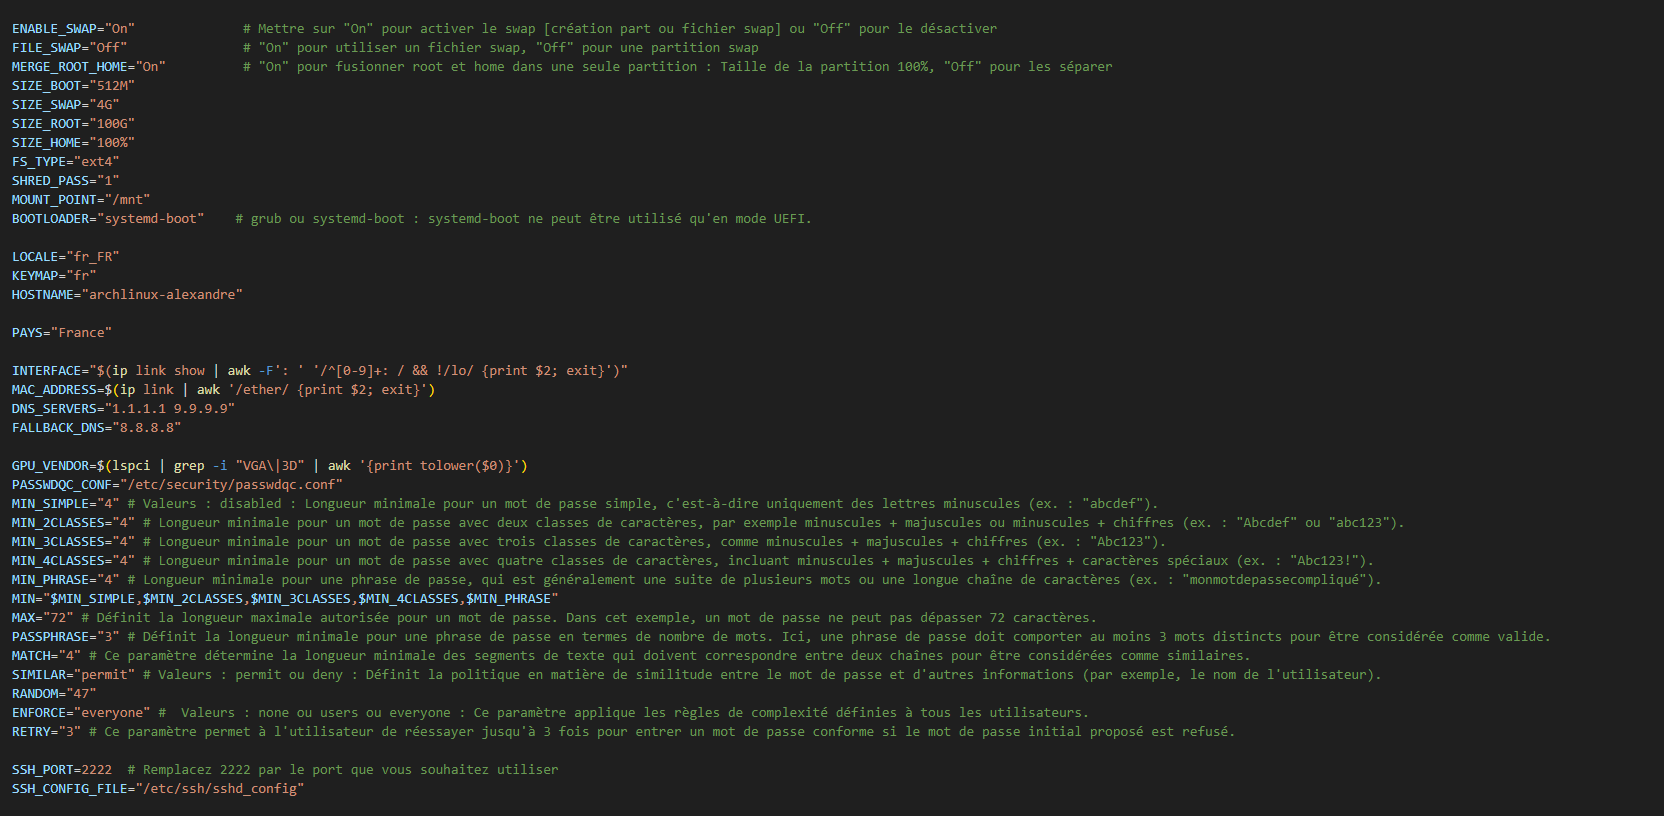 ENABLE_SWAP="On"              # Mettre sur "On" pour activer le swap [création part ou fichier swap] ou "Off" pour le désactiver
FILE_SWAP="Off"               # "On" pour utiliser un fichier swap, "Off" pour une partition swap
MERGE_ROOT_HOME="On"          # "On" pour fusionner root et home dans une seule partition : Taille de la partition 100%, "Off" pour les séparer
SIZE_BOOT="512M"
SIZE_SWAP="4G"
SIZE_ROOT="100G"
SIZE_HOME="100%"
FS_TYPE="ext4"
SHRED_PASS="1"
MOUNT_POINT="/mnt"
BOOTLOADER="systemd-boot"    # grub ou systemd-boot : systemd-boot ne peut être utilisé qu'en mode UEFI.
LOCALE="fr_FR"
KEYMAP="fr"
HOSTNAME="archlinux-alexandre"
PAYS="France"
INTERFACE="$(ip link show | awk -F': ' '/^[0-9]+: / && !/lo/ {print $2; exit}')"
MAC_ADDRESS=$(ip link | awk '/ether/ {print $2; exit}')
DNS_SERVERS="1.1.1.1 9.9.9.9"
FALLBACK_DNS="8.8.8.8"
GPU_VENDOR=$(lspci | grep -i "VGA\|3D" | awk '{print tolower($0)}')
PASSWDQC_CONF="/etc/security/passwdqc.conf"
MIN_SIMPLE="4" # Valeurs : disabled : Longueur minimale pour un mot de passe simple, c'est-à-dire uniquement des lettres minuscules (ex. : "abcdef").
MIN_2CLASSES="4" # Longueur minimale pour un mot de passe avec deux classes de caractères, par exemple minuscules + majuscules ou minuscules + chiffres (ex. : "Abcdef" ou "abc123").
MIN_3CLASSES="4" # Longueur minimale pour un mot de passe avec trois classes de caractères, comme minuscules + majuscules + chiffres (ex. : "Abc123").
MIN_4CLASSES="4" # Longueur minimale pour un mot de passe avec quatre classes de caractères, incluant minuscules + majuscules + chiffres + caractères spéciaux (ex. : "Abc123!").
MIN_PHRASE="4" # Longueur minimale pour une phrase de passe, qui est généralement une suite de plusieurs mots ou une longue chaîne de caractères (ex. : "monmotdepassecompliqué").
MIN="$MIN_SIMPLE,$MIN_2CLASSES,$MIN_3CLASSES,$MIN_4CLASSES,$MIN_PHRASE"
MAX="72" # Définit la longueur maximale autorisée pour un mot de passe. Dans cet exemple, un mot de passe ne peut pas dépasser 72 caractères.
PASSPHRASE="3" # Définit la longueur minimale pour une phrase de passe en termes de nombre de mots. Ici, une phrase de passe doit comporter au moins 3 mots distincts pour être considérée comme valide.
MATCH="4" # Ce paramètre détermine la longueur minimale des segments de texte qui doivent correspondre entre deux chaînes pour être considérées comme similaires.
SIMILAR="permit" # Valeurs : permit ou deny : Définit la politique en matière de similitude entre le mot de passe et d'autres informations (par exemple, le nom de l'utilisateur).
RANDOM="47"
ENFORCE="everyone" #  Valeurs : none ou users ou everyone : Ce paramètre applique les règles de complexité définies à tous les utilisateurs.
RETRY="3" # Ce paramètre permet à l'utilisateur de réessayer jusqu'à 3 fois pour entrer un mot de passe conforme si le mot de passe initial proposé est refusé.
SSH_PORT=2222  # Remplacez 2222 par le port que vous souhaitez utiliser
SSH_CONFIG_FILE="/etc/ssh/sshd_config"